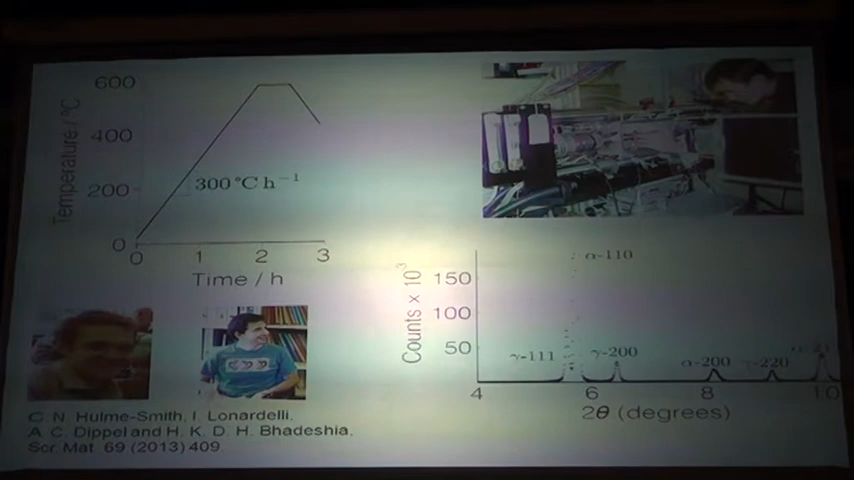 600
Temperature / °C
400
200
300 °C h⁻¹
0
0 1 2 3
Time / h
α-110
Counts x 10³
150
100
50
γ-111
γ-200
α-200
γ-220
4 6 8 10
2θ (degrees)
C. N. Hulme-Smith, I. Lonardelli,
A. C. Dippel and H. K. D. H. Bhadeshia,
Scr. Mat. 69 (2013) 409